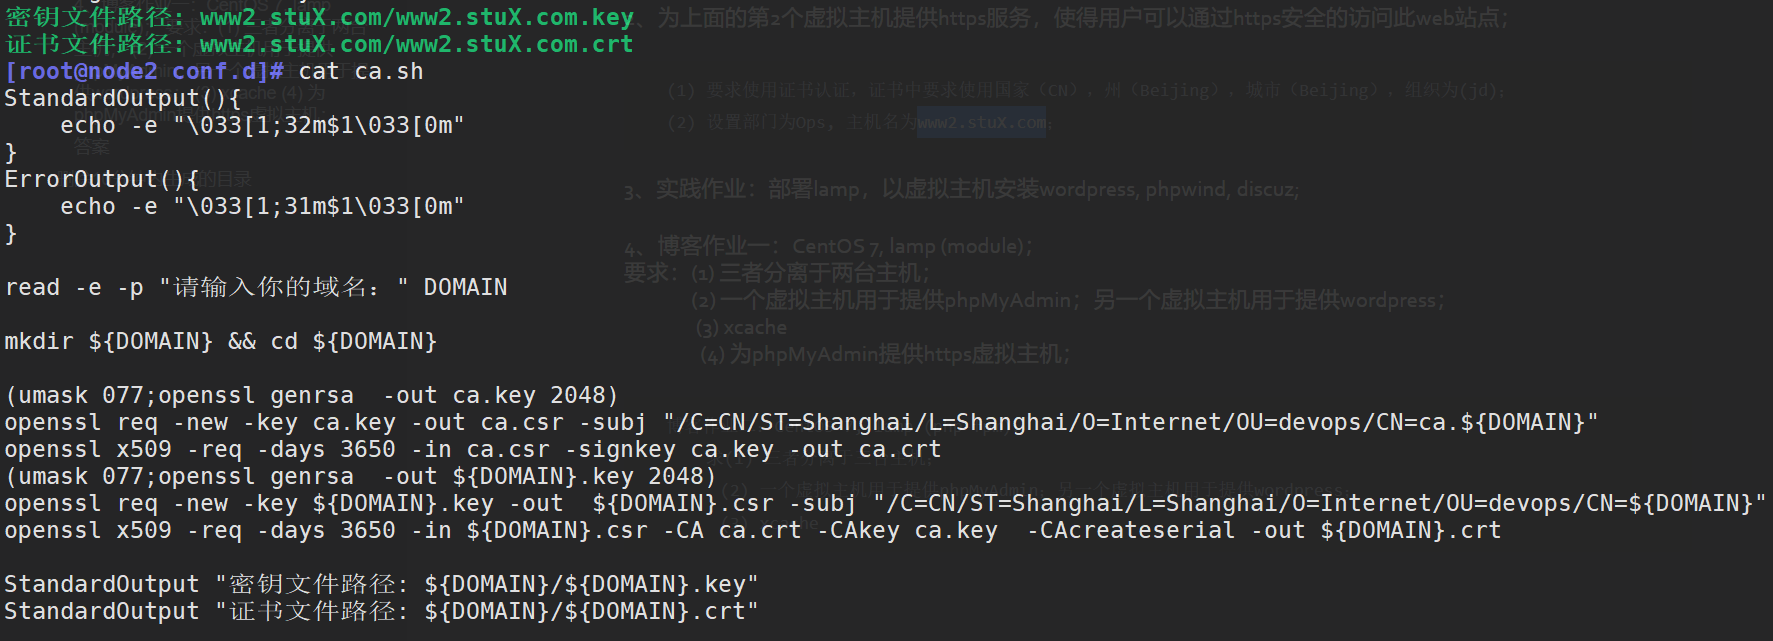 密钥文件路径: www2.stuX.com/www2.stuX.com.key
证书文件路径: www2.stuX.com/www2.stuX.com.crt
[root@node2 conf.d]# cat ca.sh
StandardOutput(){
    echo -e "\033[1;32m$1\033[0m"
}
ErrorOutput(){
    echo -e "\033[1;31m$1\033[0m"
}
read -e -p "请输入你的域名: " DOMAIN
mkdir ${DOMAIN} && cd ${DOMAIN}
(umask 077;openssl genrsa  -out ca.key 2048)
openssl req -new -key ca.key -out ca.csr -subj "/C=CN/ST=Shanghai/L=Shanghai/O=Internet/OU=devops/CN=ca.${DOMAIN}"
openssl x509 -req -days 3650 -in ca.csr -signkey ca.key -out ca.crt
(umask 077;openssl genrsa  -out ${DOMAIN}.key 2048)
openssl req -new -key ${DOMAIN}.key -out  ${DOMAIN}.csr -subj "/C=CN/ST=Shanghai/L=Shanghai/O=Internet/OU=devops/CN=${DOMAIN}"
openssl x509 -req -days 3650 -in ${DOMAIN}.csr -CA ca.crt -CAkey ca.key  -CAcreateserial -out ${DOMAIN}.crt
StandardOutput "密钥文件路径: ${DOMAIN}/${DOMAIN}.key"
StandardOutput "证书文件路径: ${DOMAIN}/${DOMAIN}.crt"
、为上面的第2个虚拟主机提供https服务，使得用户可以通过https安全的访问此web站点；
(1) 要求使用证书认证，证书中要求使用国家（CN），州（Beijing），城市（Beijing），组织为(jd)；
(2) 设置部门为Ops, 主机名为www2.stuX.com；
3、实践作业：部署lamp，以虚拟主机安装wordpress, phpwind, discuz;
4、博客作业一：CentOS 7, lamp (module)；
要求：(1) 三者分离于两台主机；
(2) 一个虚拟主机用于提供phpMyAdmin；另一个虚拟主机用于提供wordpress；
(3) xcache
(4) 为phpMyAdmin提供https虚拟主机；
答案
的目录